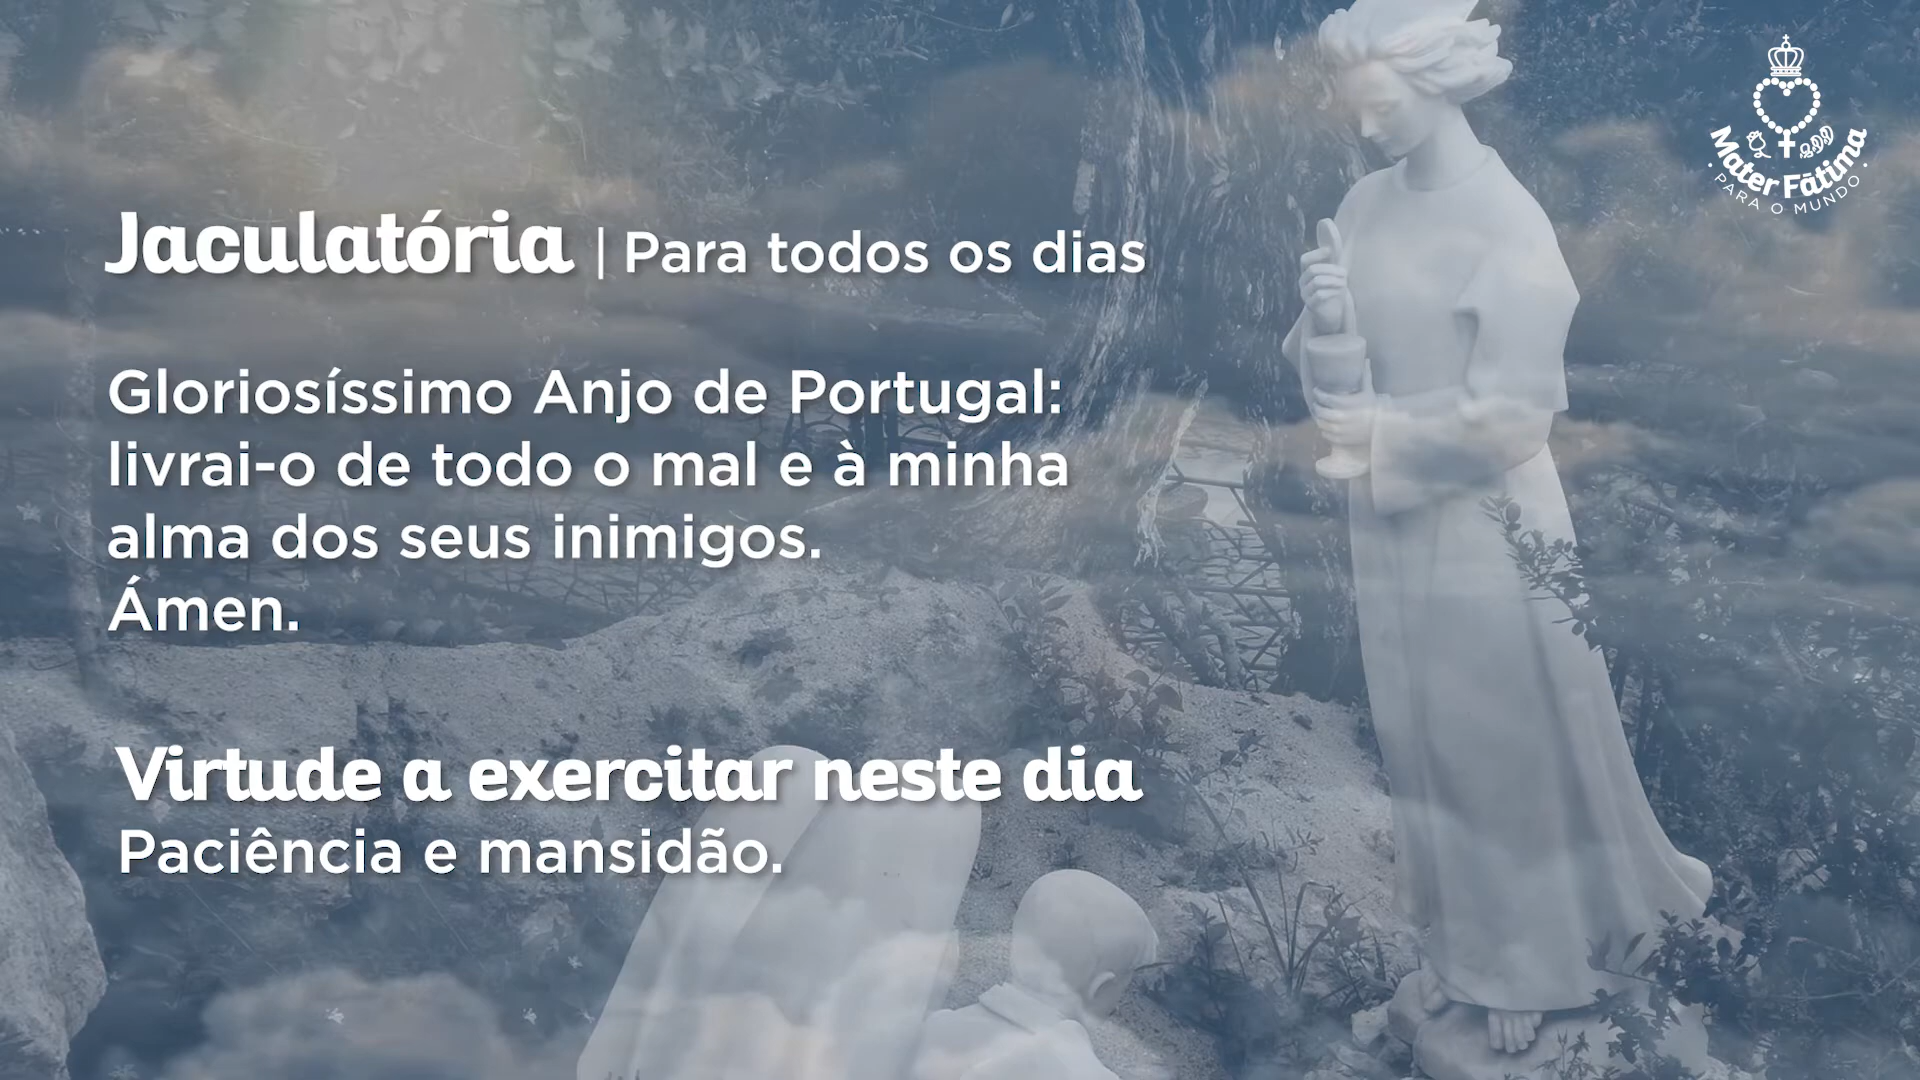 Mater Fátima
• PARA O MUNDO •
Jaculatória | Para todos os dias
Gloriosíssimo Anjo de Portugal:
livrai-o de todo o mal e à minha
alma dos seus inimigos.
Ámen.
Virtude a exercitar neste dia
Paciência e mansidão.